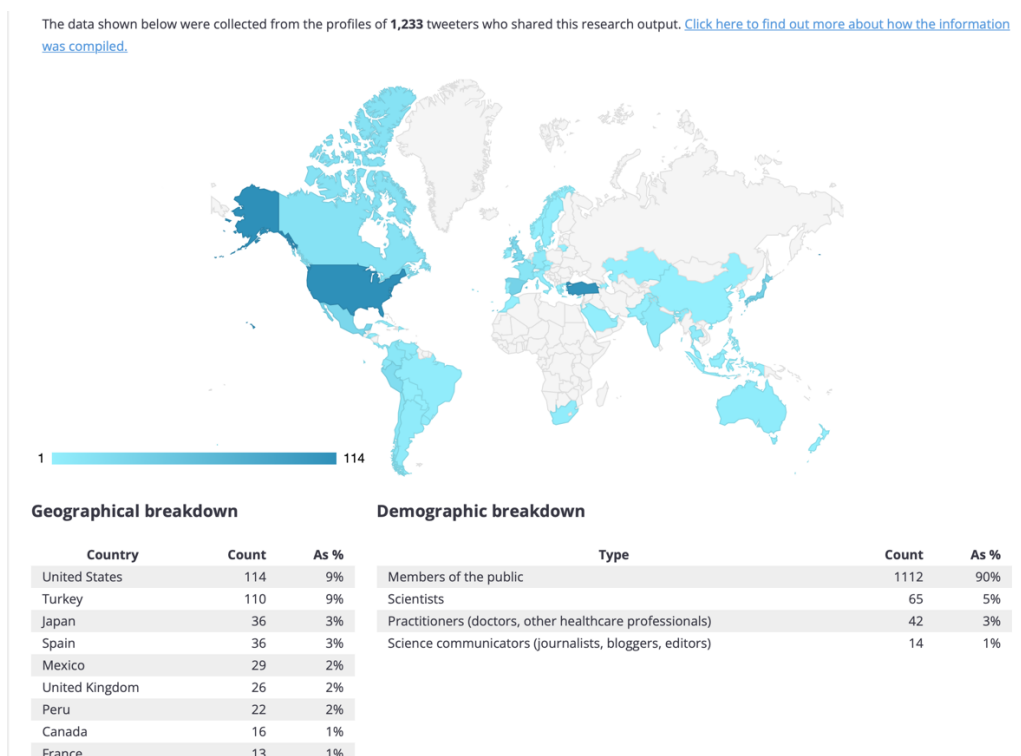 The data shown below were collected from the profiles of 1,233 tweeters who shared this research output. Click here to find out more about how the information
was compiled.
1 114
Geographical breakdown
Country Count As %
United States 114 9%
Turkey 110 9%
Japan 36 3%
Spain 36 3%
Mexico 29 2%
United Kingdom 26 2%
Peru 22 2%
Canada 16 1%
France 13 1%
Demographic breakdown
Type Count As %
Members of the public 1112 90%
Scientists 65 5%
Practitioners (doctors, other healthcare professionals) 42 3%
Science communicators (journalists, bloggers, editors) 14 1%